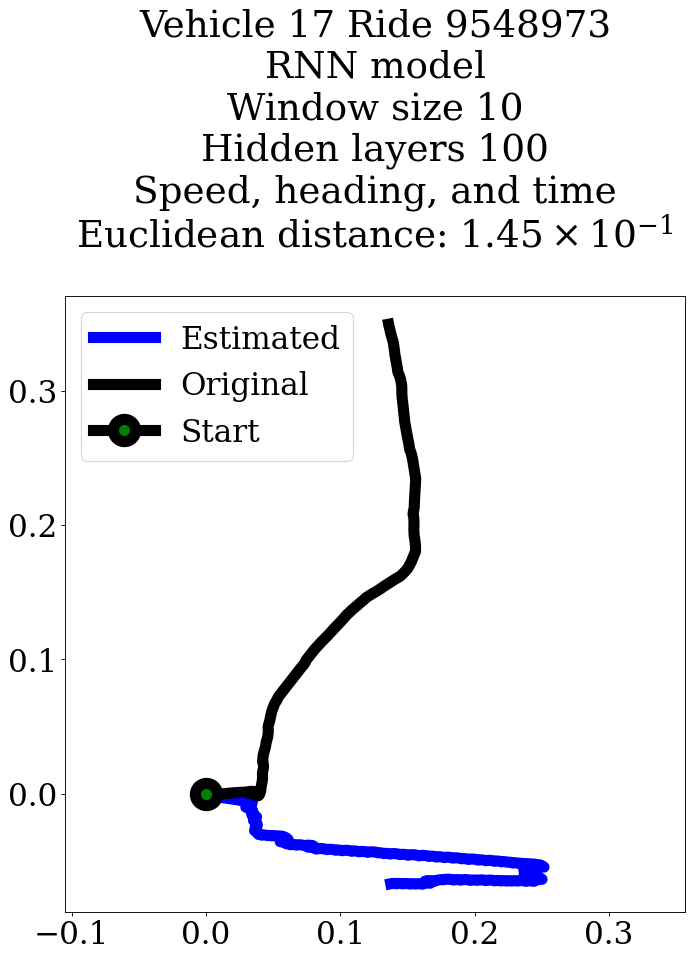 Vehicle 17 Ride 9548973
RNN model
Window size 10
Hidden layers 100
Speed, heading, and time
Euclidean distance: 1.45 × 10⁻¹
Estimated
Original
Start
0.3
0.2
0.1
0.0
−0.1 0.0 0.1 0.2 0.3